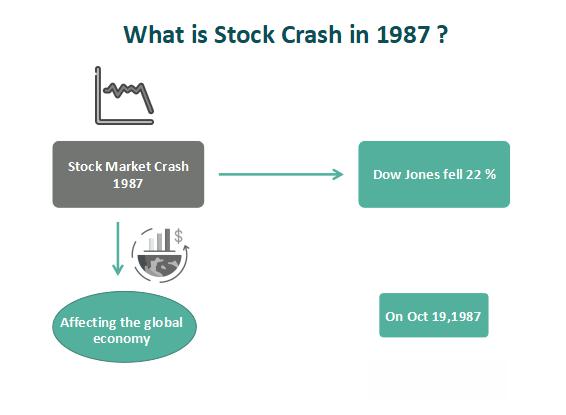 What is Stock Crash in 1987 ?
$
Stock Market Crash
1987
Dow Jones fell 22 %
Affecting the global
economy
On Oct 19,1987